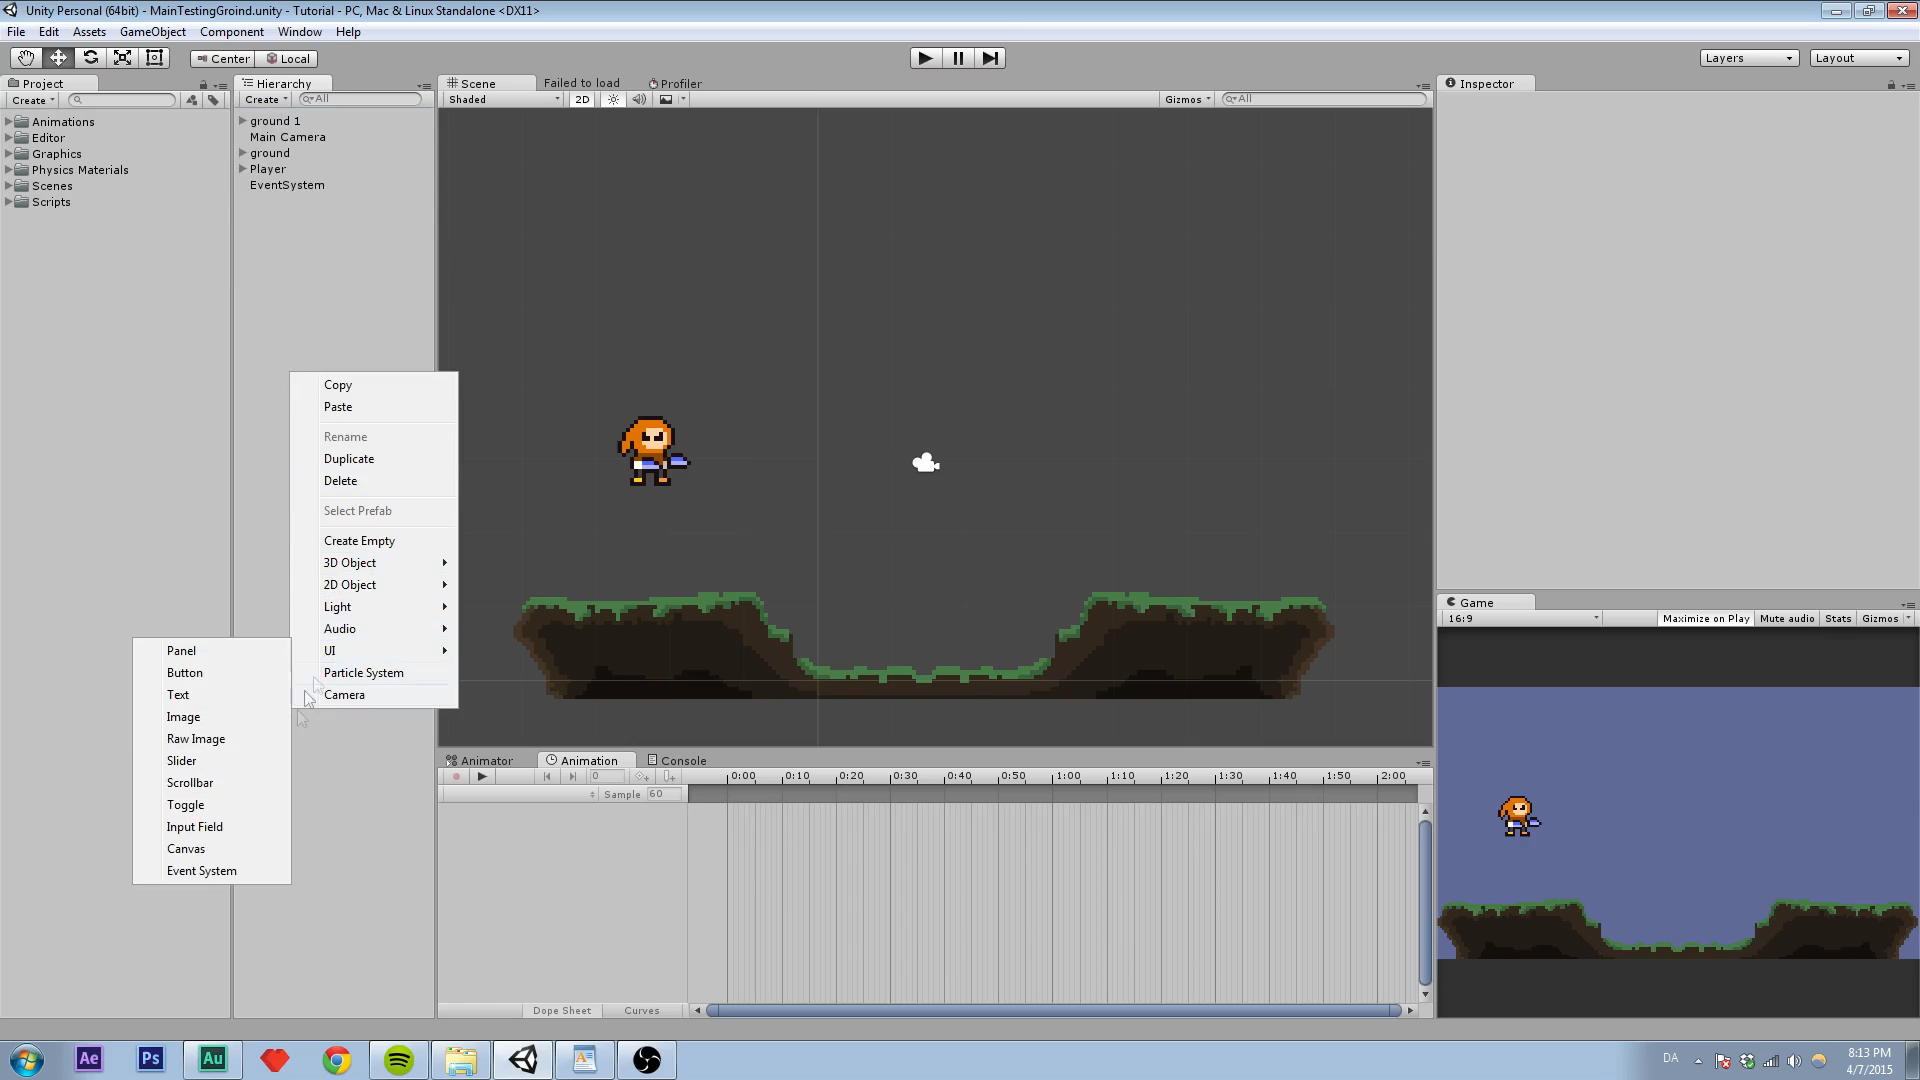 Unity Personal (64bit) - MainTestingGroind.unity - Tutorial - PC, Mac & Linux Standalone <DX11>
File Edit Assets GameObject Component Window Help
Center Local Layers Layout
Project
Create
Animations
Editor
Graphics
Physics Materials
Scenes
Scripts
Hierarchy
Create All
ground 1
Main Camera
ground
Player
EventSystem
Scene Failed to load Profiler
Shaded 2D Gizmos All
Inspector
Copy
Paste
Rename
Duplicate
Delete
Select Prefab
Create Empty
3D Object
2D Object
Light
Audio
UI
Particle System
Camera
Panel
Button
Text
Image
Raw Image
Slider
Scrollbar
Toggle
Input Field
Canvas
Event System
Game
16:9 Maximize on Play Mute audio Stats Gizmos
Animator Animation Console
0 0:00 0:10 0:20 0:30 0:40 0:50 1:00 1:10 1:20 1:30 1:40 1:50 2:00
Sample 60
Dope Sheet Curves
Ae Ps Au
DA
8:13 PM
4/7/2015